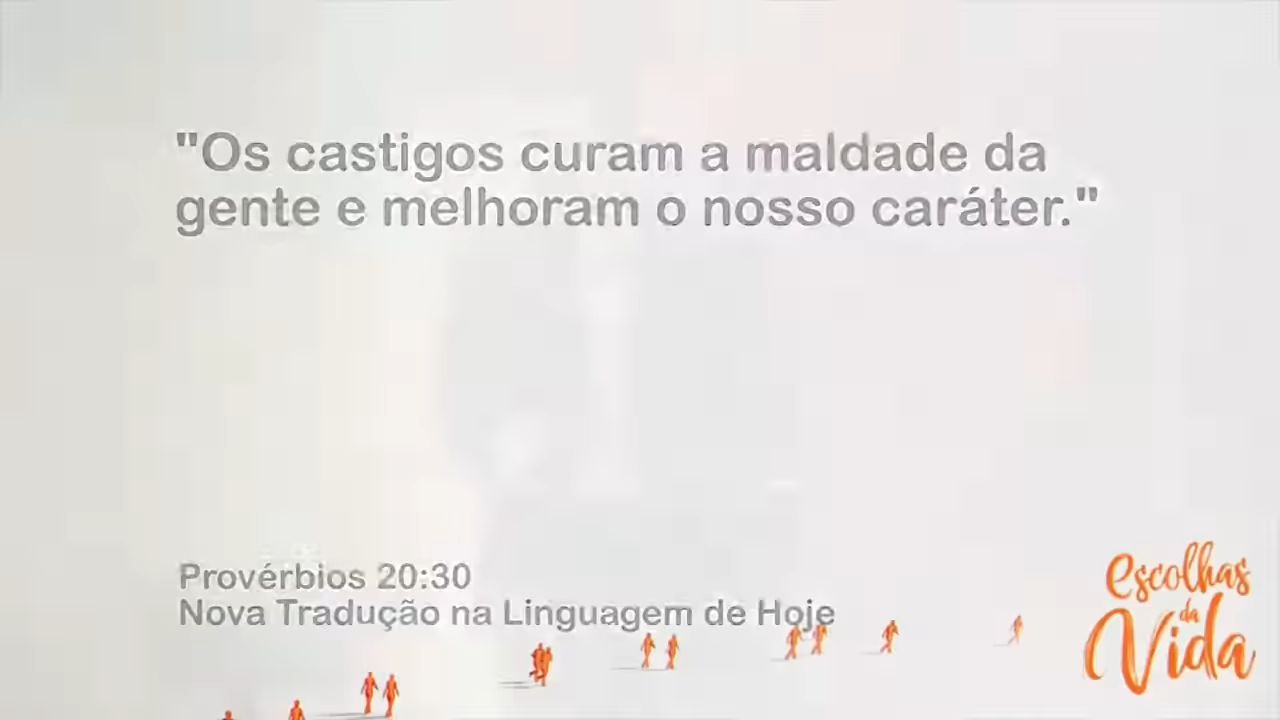 "Os castigos curam a maldade da
gente e melhoram o nosso caráter."
Provérbios 20:30
Nova Tradução na Linguagem de Hoje
escolhas
da
Vida